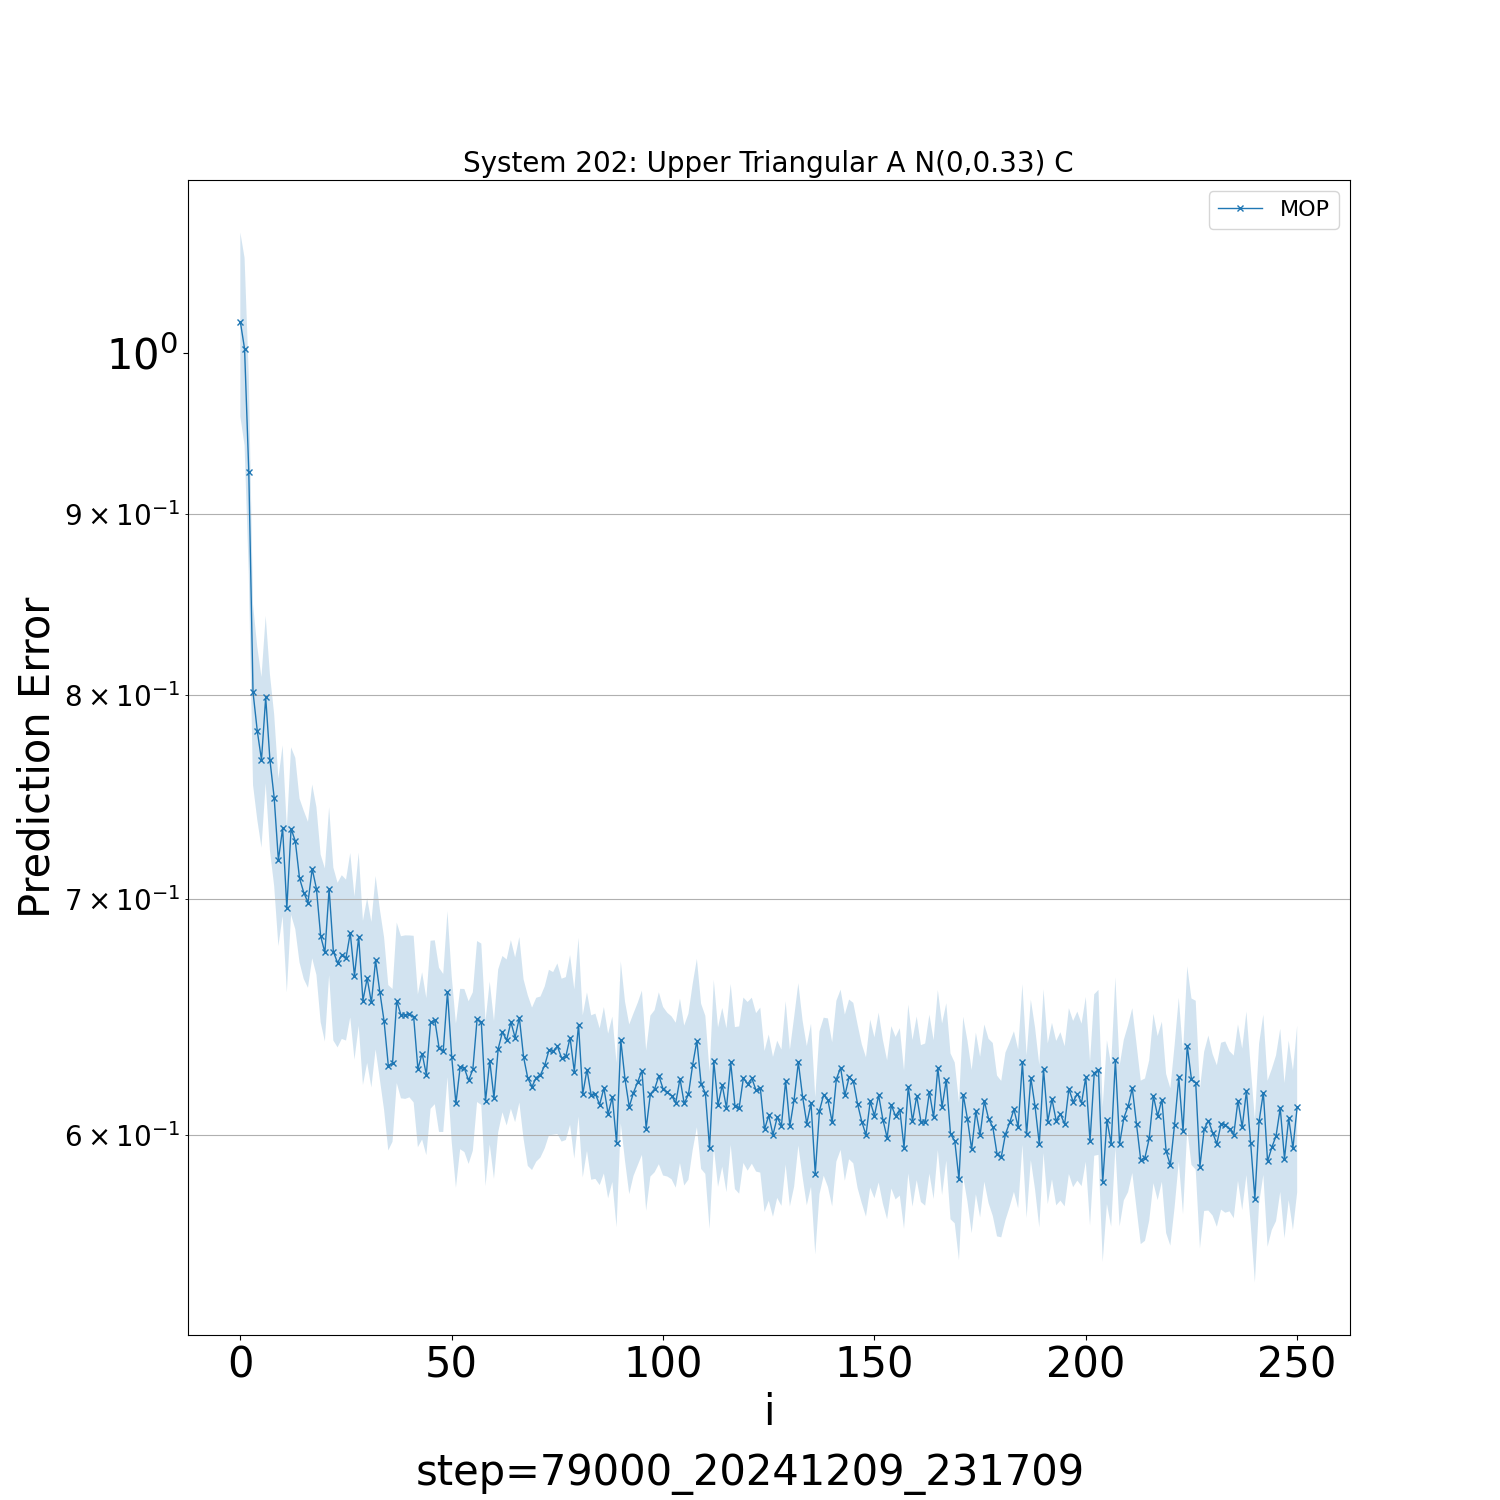 System 202: Upper Triangular A N(0,0.33) C
MOP
10⁰
9 × 10⁻¹
8 × 10⁻¹
7 × 10⁻¹
6 × 10⁻¹
Prediction Error
0 50 100 150 200 250
i
step=79000_20241209_231709